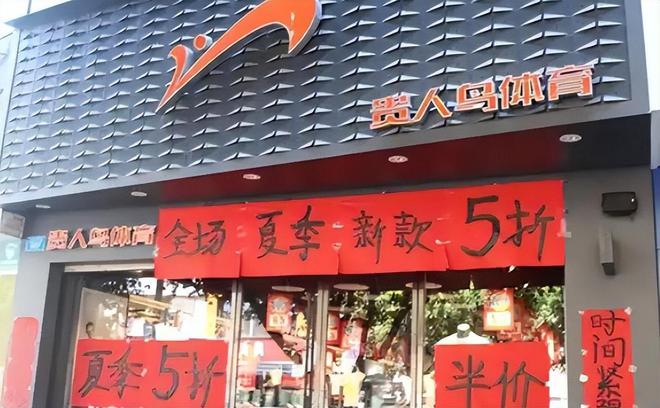 贵人鸟体育
贵人鸟体育
全场 夏季 新款 5折
夏季5折
半价
时间紧